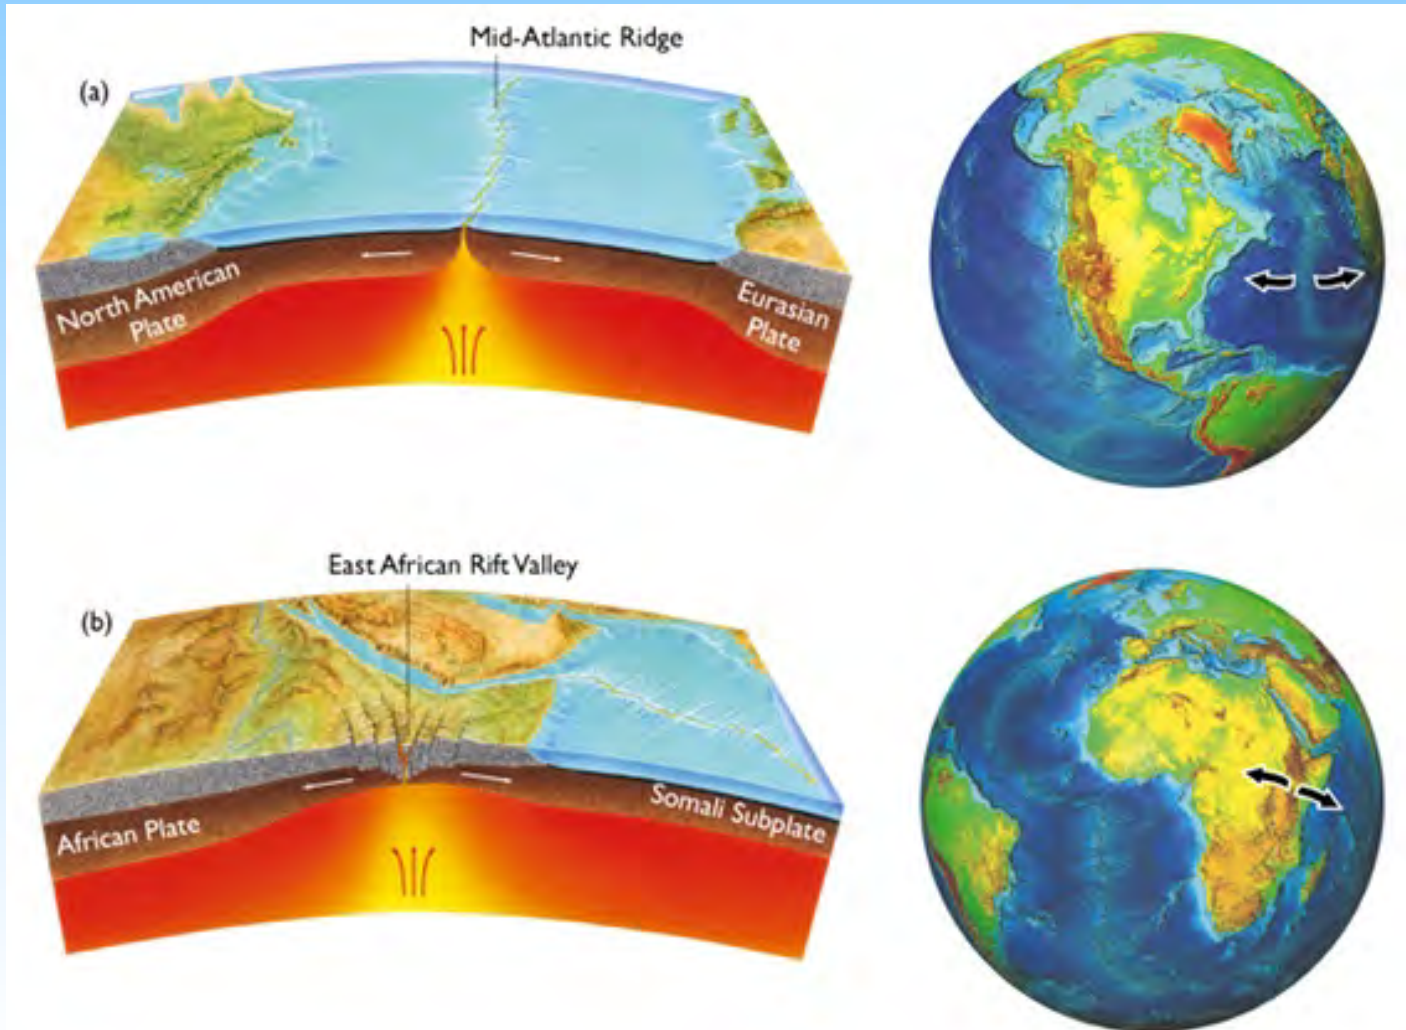 Mid-Atlantic Ridge
(a)
North American
Plate
Eurasian
Plate
East African Rift Valley
(b)
African Plate
Somali Subplate